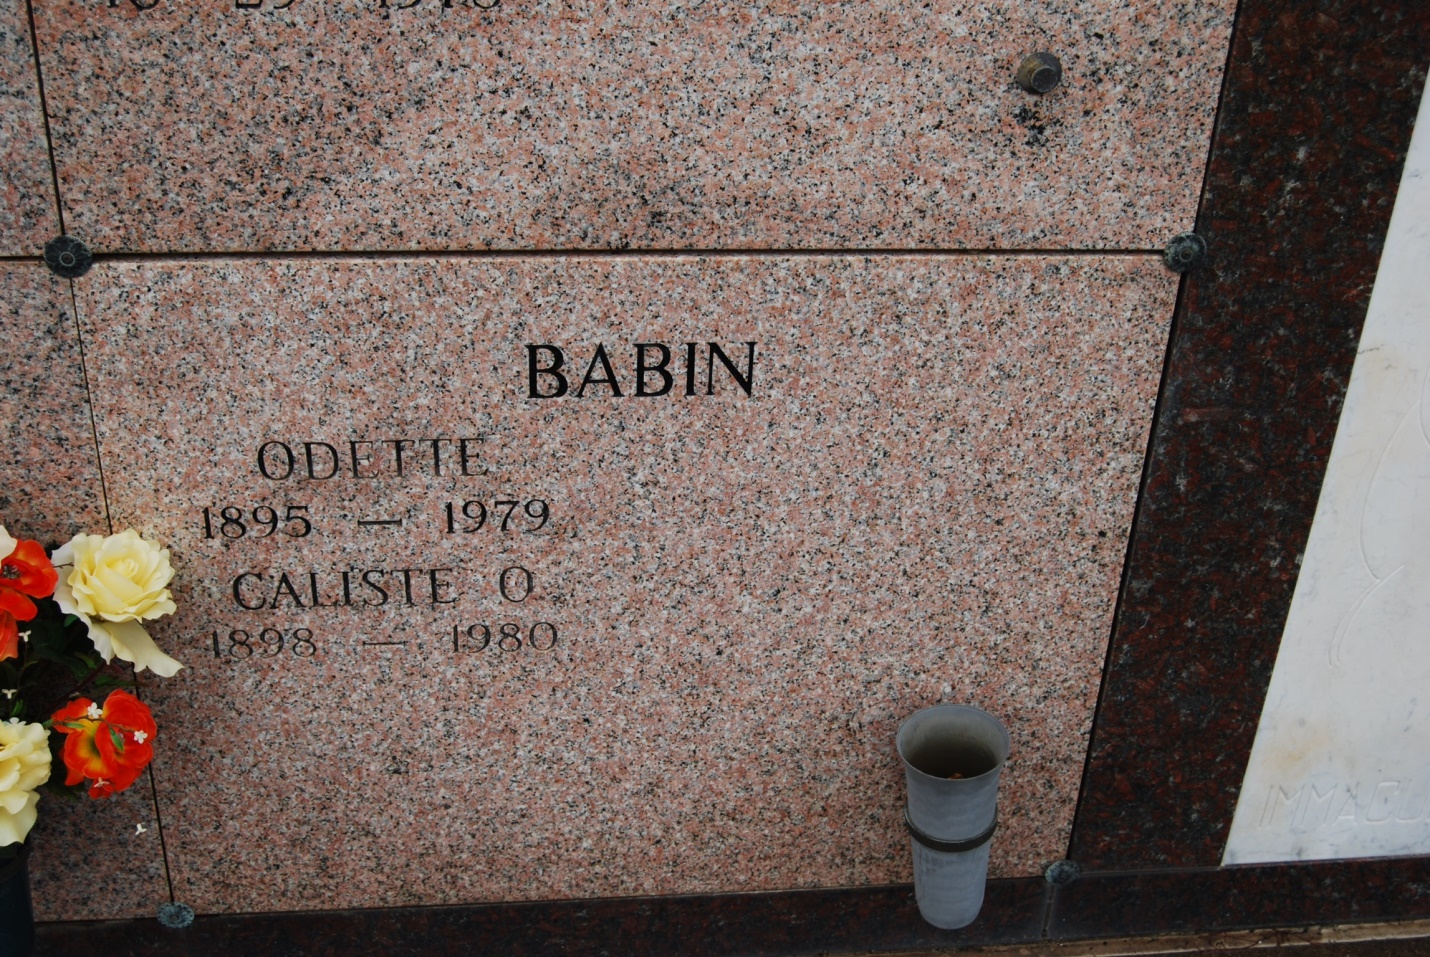 BABIN
ODETTE
1895 — 1979
CALISTE O
1898 — 1980